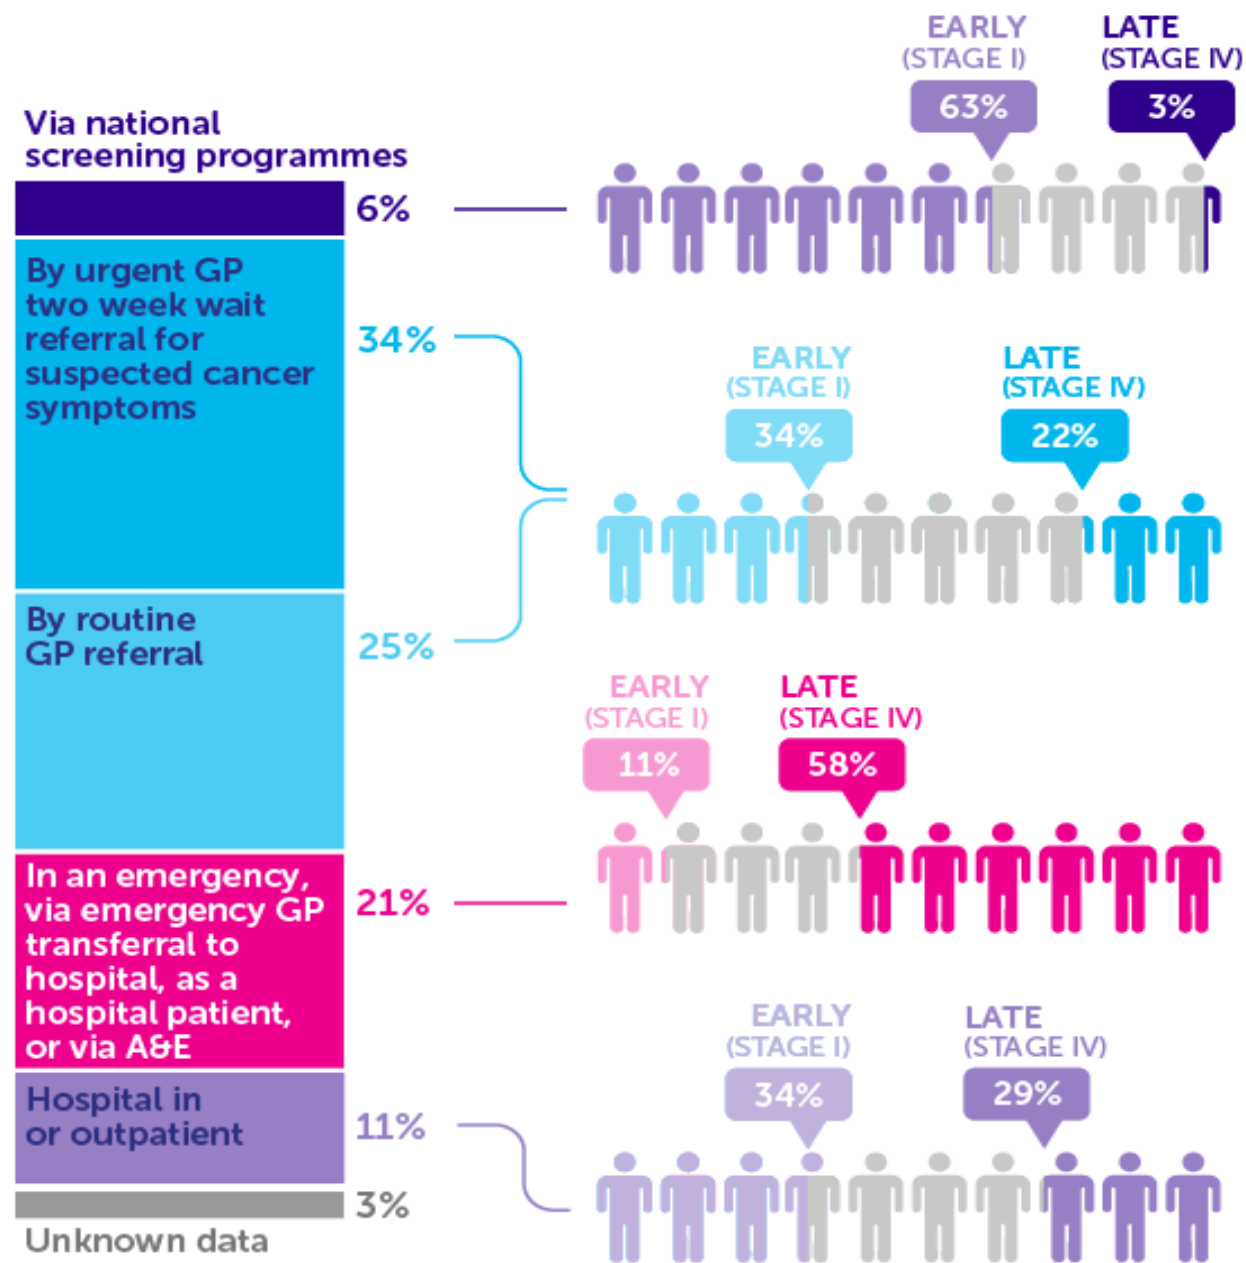 EARLY
(STAGE I)
63%
LATE
(STAGE IV)
3%
Via national
screening programmes
6%
By urgent GP
two week wait
referral for
suspected cancer
symptoms
34%
EARLY
(STAGE I)
34%
LATE
(STAGE IV)
22%
By routine
GP referral
25%
EARLY
(STAGE I)
11%
LATE
(STAGE IV)
58%
In an emergency,
via emergency GP
transferral to
hospital, as a
hospital patient,
or via A&E
21%
EARLY
(STAGE I)
34%
LATE
(STAGE IV)
29%
Hospital in
or outpatient
11%
3%
Unknown data